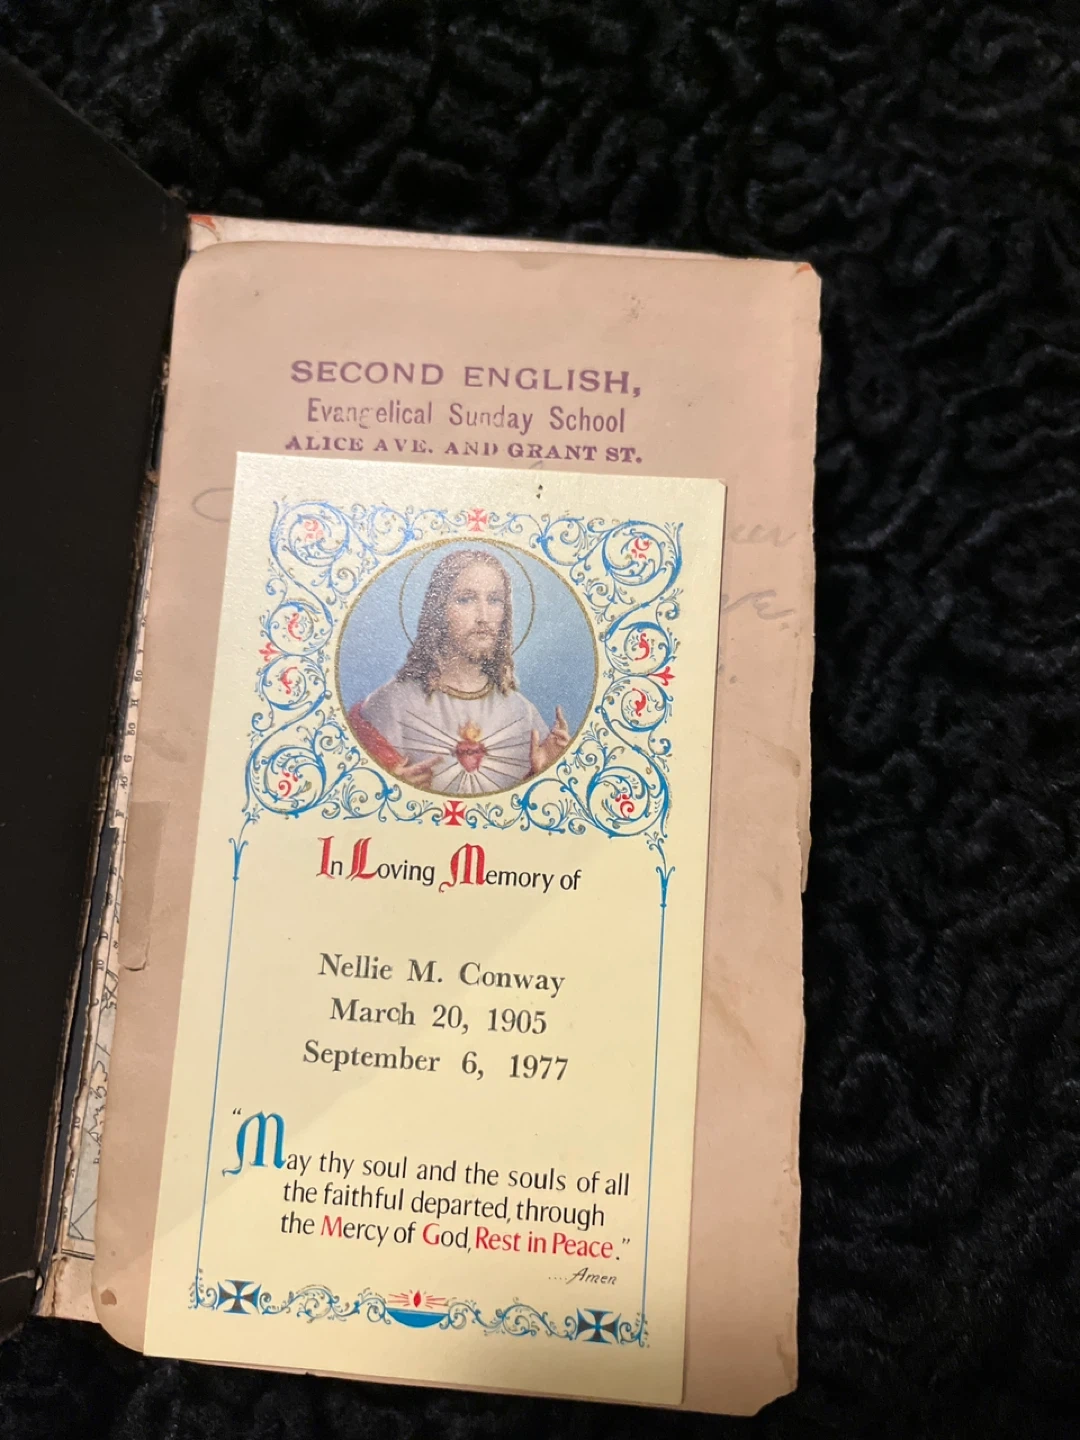 SECOND ENGLISH,
Evangelical Sunday School
ALICE AVE. AND GRANT ST.
In Loving Memory of
Nellie M. Conway
March 20, 1905
September 6, 1977
"May thy soul and the souls of all
the faithful departed, through
the Mercy of God, Rest in Peace."
....Amen